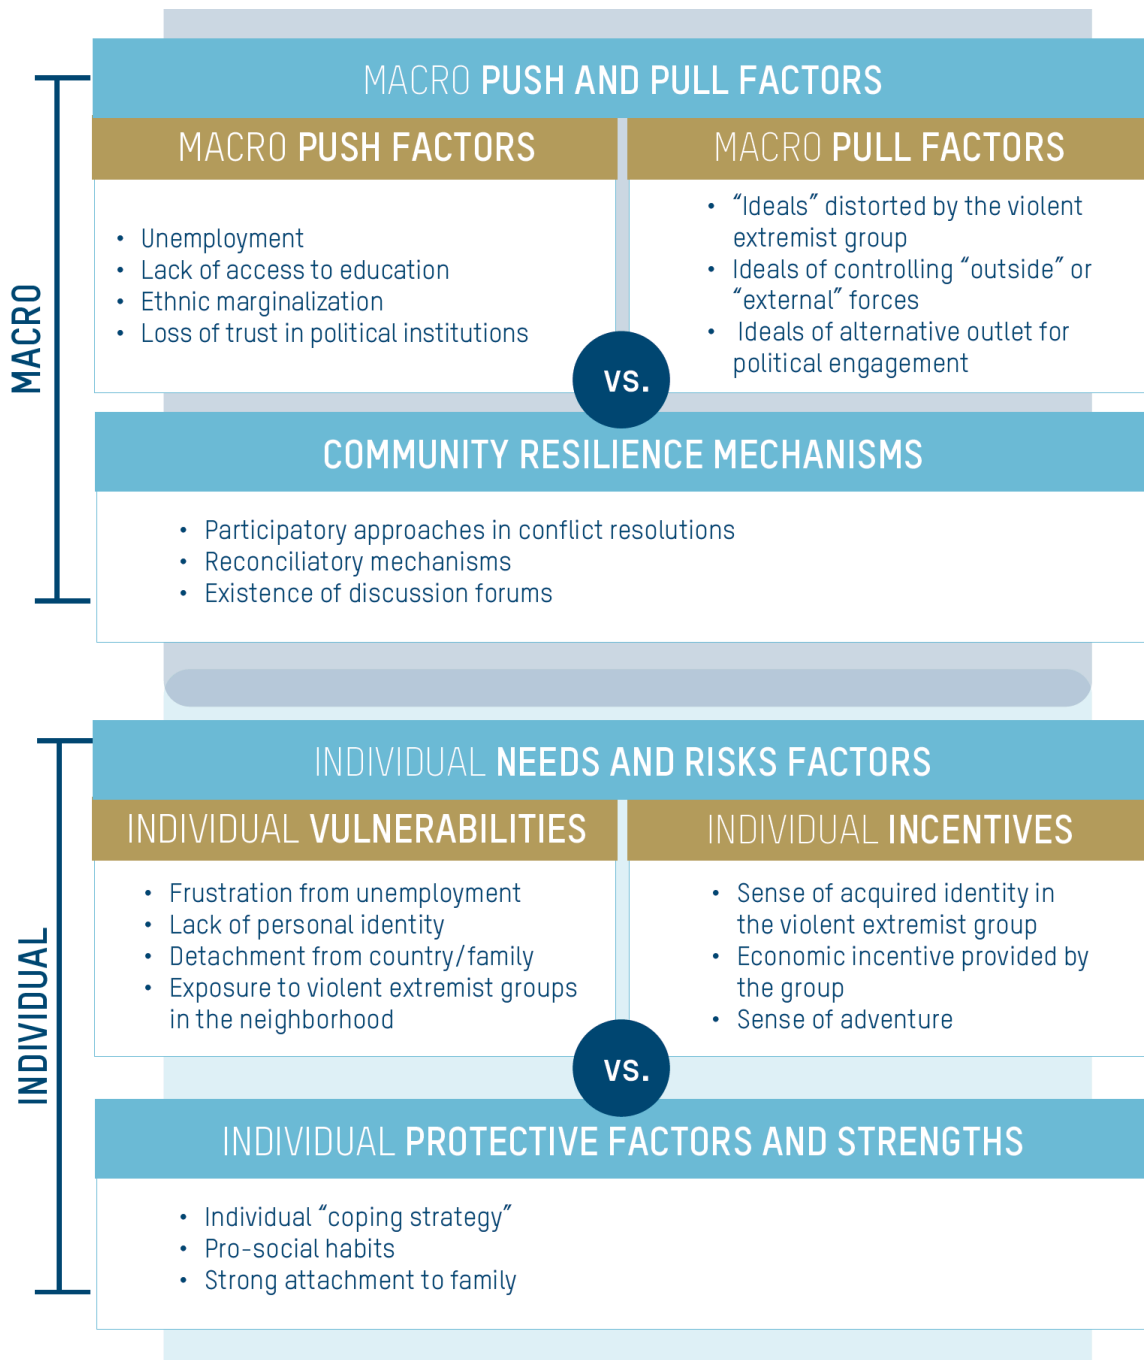 MACRO PUSH AND PULL FACTORS
MACRO PUSH FACTORS
MACRO PULL FACTORS
MACRO
• Unemployment
• Lack of access to education
• Ethnic marginalization
• Loss of trust in political institutions
• “Ideals” distorted by the violent
extremist group
• Ideals of controlling “outside” or
“external” forces
• Ideals of alternative outlet for
political engagement
vs.
COMMUNITY RESILIENCE MECHANISMS
• Participatory approaches in conflict resolutions
• Reconciliatory mechanisms
• Existence of discussion forums
INDIVIDUAL NEEDS AND RISKS FACTORS
INDIVIDUAL VULNERABILITIES
INDIVIDUAL INCENTIVES
INDIVIDUAL
• Frustration from unemployment
• Lack of personal identity
• Detachment from country/family
• Exposure to violent extremist groups
in the neighborhood
• Sense of acquired identity in
the violent extremist group
• Economic incentive provided by
the group
• Sense of adventure
vs.
INDIVIDUAL PROTECTIVE FACTORS AND STRENGTHS
• Individual “coping strategy”
• Pro-social habits
• Strong attachment to family